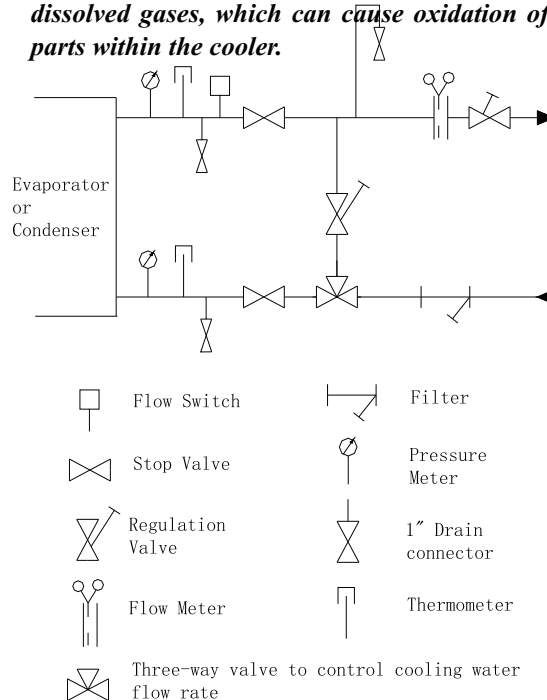 dissolved gases, which can cause oxidation of
parts within the cooler.
Evaporator
or
Condenser
Flow Switch
Filter
Stop Valve
Pressure
Meter
Regulation
Valve
1" Drain
connector
Flow Meter
Thermometer
Three-way valve to control cooling water
flow rate